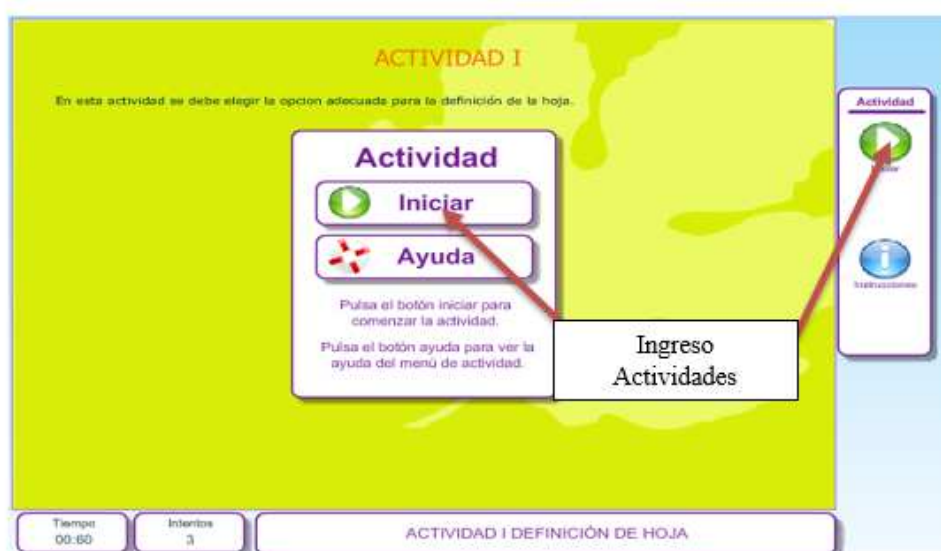 ACTIVIDAD I
En esta actividad se debe elegir la opcion adecuada para la definición de la hoja.
Actividad
Actividad
Iniciar
Ayuda
Pulsa el botón iniciar para
comenzar la actividad.
Pulsa el botón ayuda para ver la
ayuda del menú de actividad.
Instrucciones
Ingreso
Actividades
Tiempo
00:60
Intentos
3
ACTIVIDAD I DEFINICIÓN DE HOJA